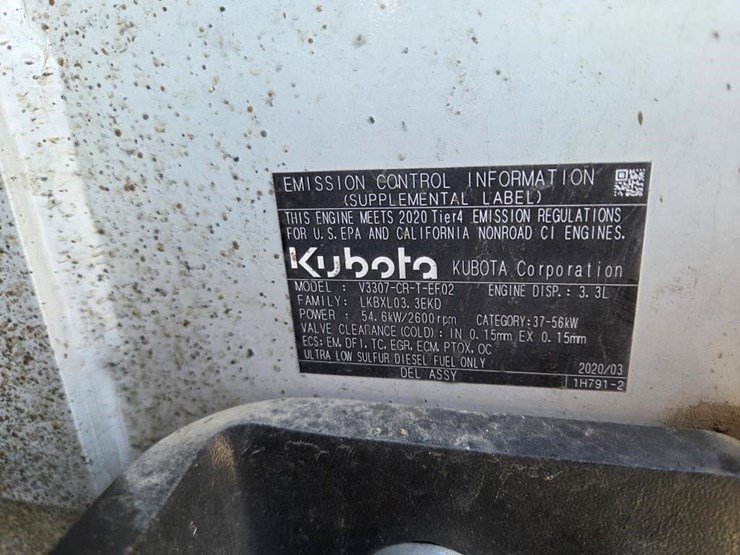 EMISSION CONTROL INFORMATION
(SUPPLEMENTAL LABEL)
THIS ENGINE MEETS 2020 Tier4 EMISSION REGULATIONS
FOR U.S.EPA AND CALIFORNIA NONROAD CI ENGINES.
Kubota KUBOTA Corporation
MODEL : V3307-CR-T-EF02 ENGINE DISP.: 3.3L
FAMILY: LKBXL03.3EKD
POWER : 54.6kW/2600rpm CATEGORY:37-56kW
VALVE CLEARANCE (COLD) : IN 0.15mm EX 0.15mm
ECS: EM, DFI, TC, EGR, ECM, PTOX, OC
ULTRA LOW SULFUR DIESEL FUEL ONLY 2020/03
DEL ASSY 1H791-2